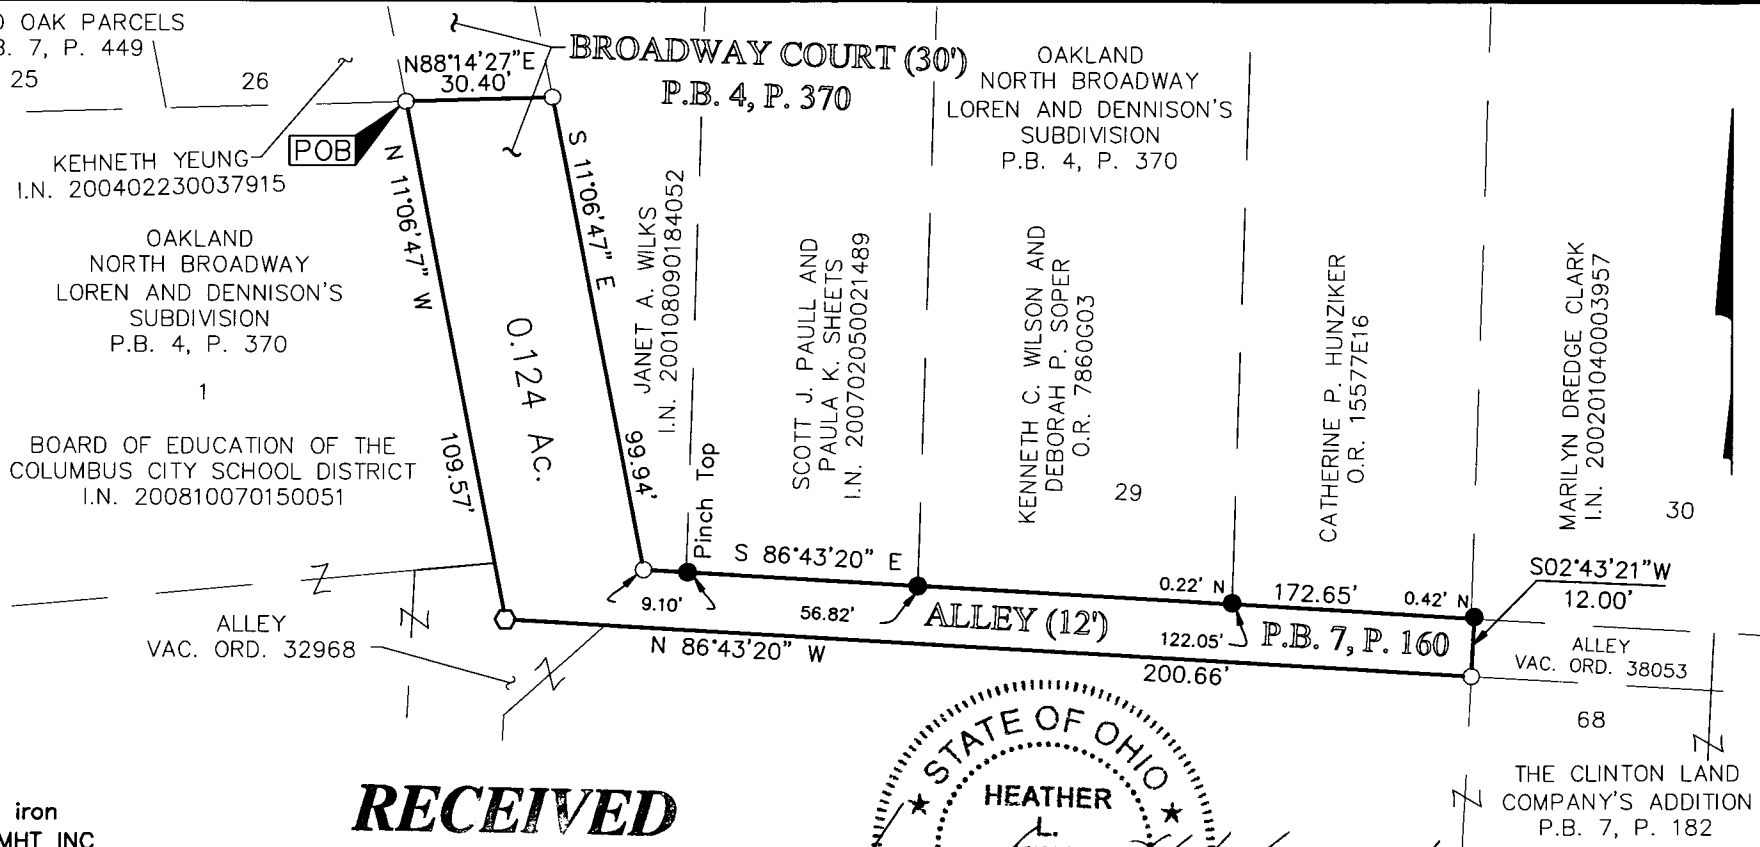 OAK PARCELS
B. 7, P. 449
25
26
N88°14'27"E
30.40'
BROADWAY COURT (30')
P.B. 4, P. 370
OAKLAND
NORTH BROADWAY
LOREN AND DENNISON'S
SUBDIVISION
P.B. 4, P. 370
POB
KEHNETH YEUNG
I.N. 200402230037915
OAKLAND
NORTH BROADWAY
LOREN AND DENNISON'S
SUBDIVISION
P.B. 4, P. 370
1
BOARD OF EDUCATION OF THE
COLUMBUS CITY SCHOOL DISTRICT
I.N. 200810070150051
N 11°06'47" W
109.57'
0.124 Ac.
S 11°06'47" E
99.94'
JANET A. WILKS
I.N. 200108090184052
Pinch Top
SCOTT J. PAULL AND
PAULA K. SHEETS
I.N. 200702050021489
KENNETH C. WILSON AND
DEBORAH P. SOPER
O.R. 7860G03
29
CATHERINE P. HUNZIKER
O.R. 15577E16
MARILYN DREDGE CLARK
I.N. 200201040003957
30
S 86°43'20" E
172.65'
9.10'
56.82'
0.22' N
122.05'
0.42' N
S02°43'21"W
12.00'
ALLEY (12')
P.B. 7, P. 160
N 86°43'20" W
200.66'
ALLEY
VAC. ORD. 32968
ALLEY
VAC. ORD. 38053
68
THE CLINTON LAND
COMPANY'S ADDITION
P.B. 7, P. 182
iron
MHT INC
RECEIVED
STATE OF OHIO
HEATHER
L.